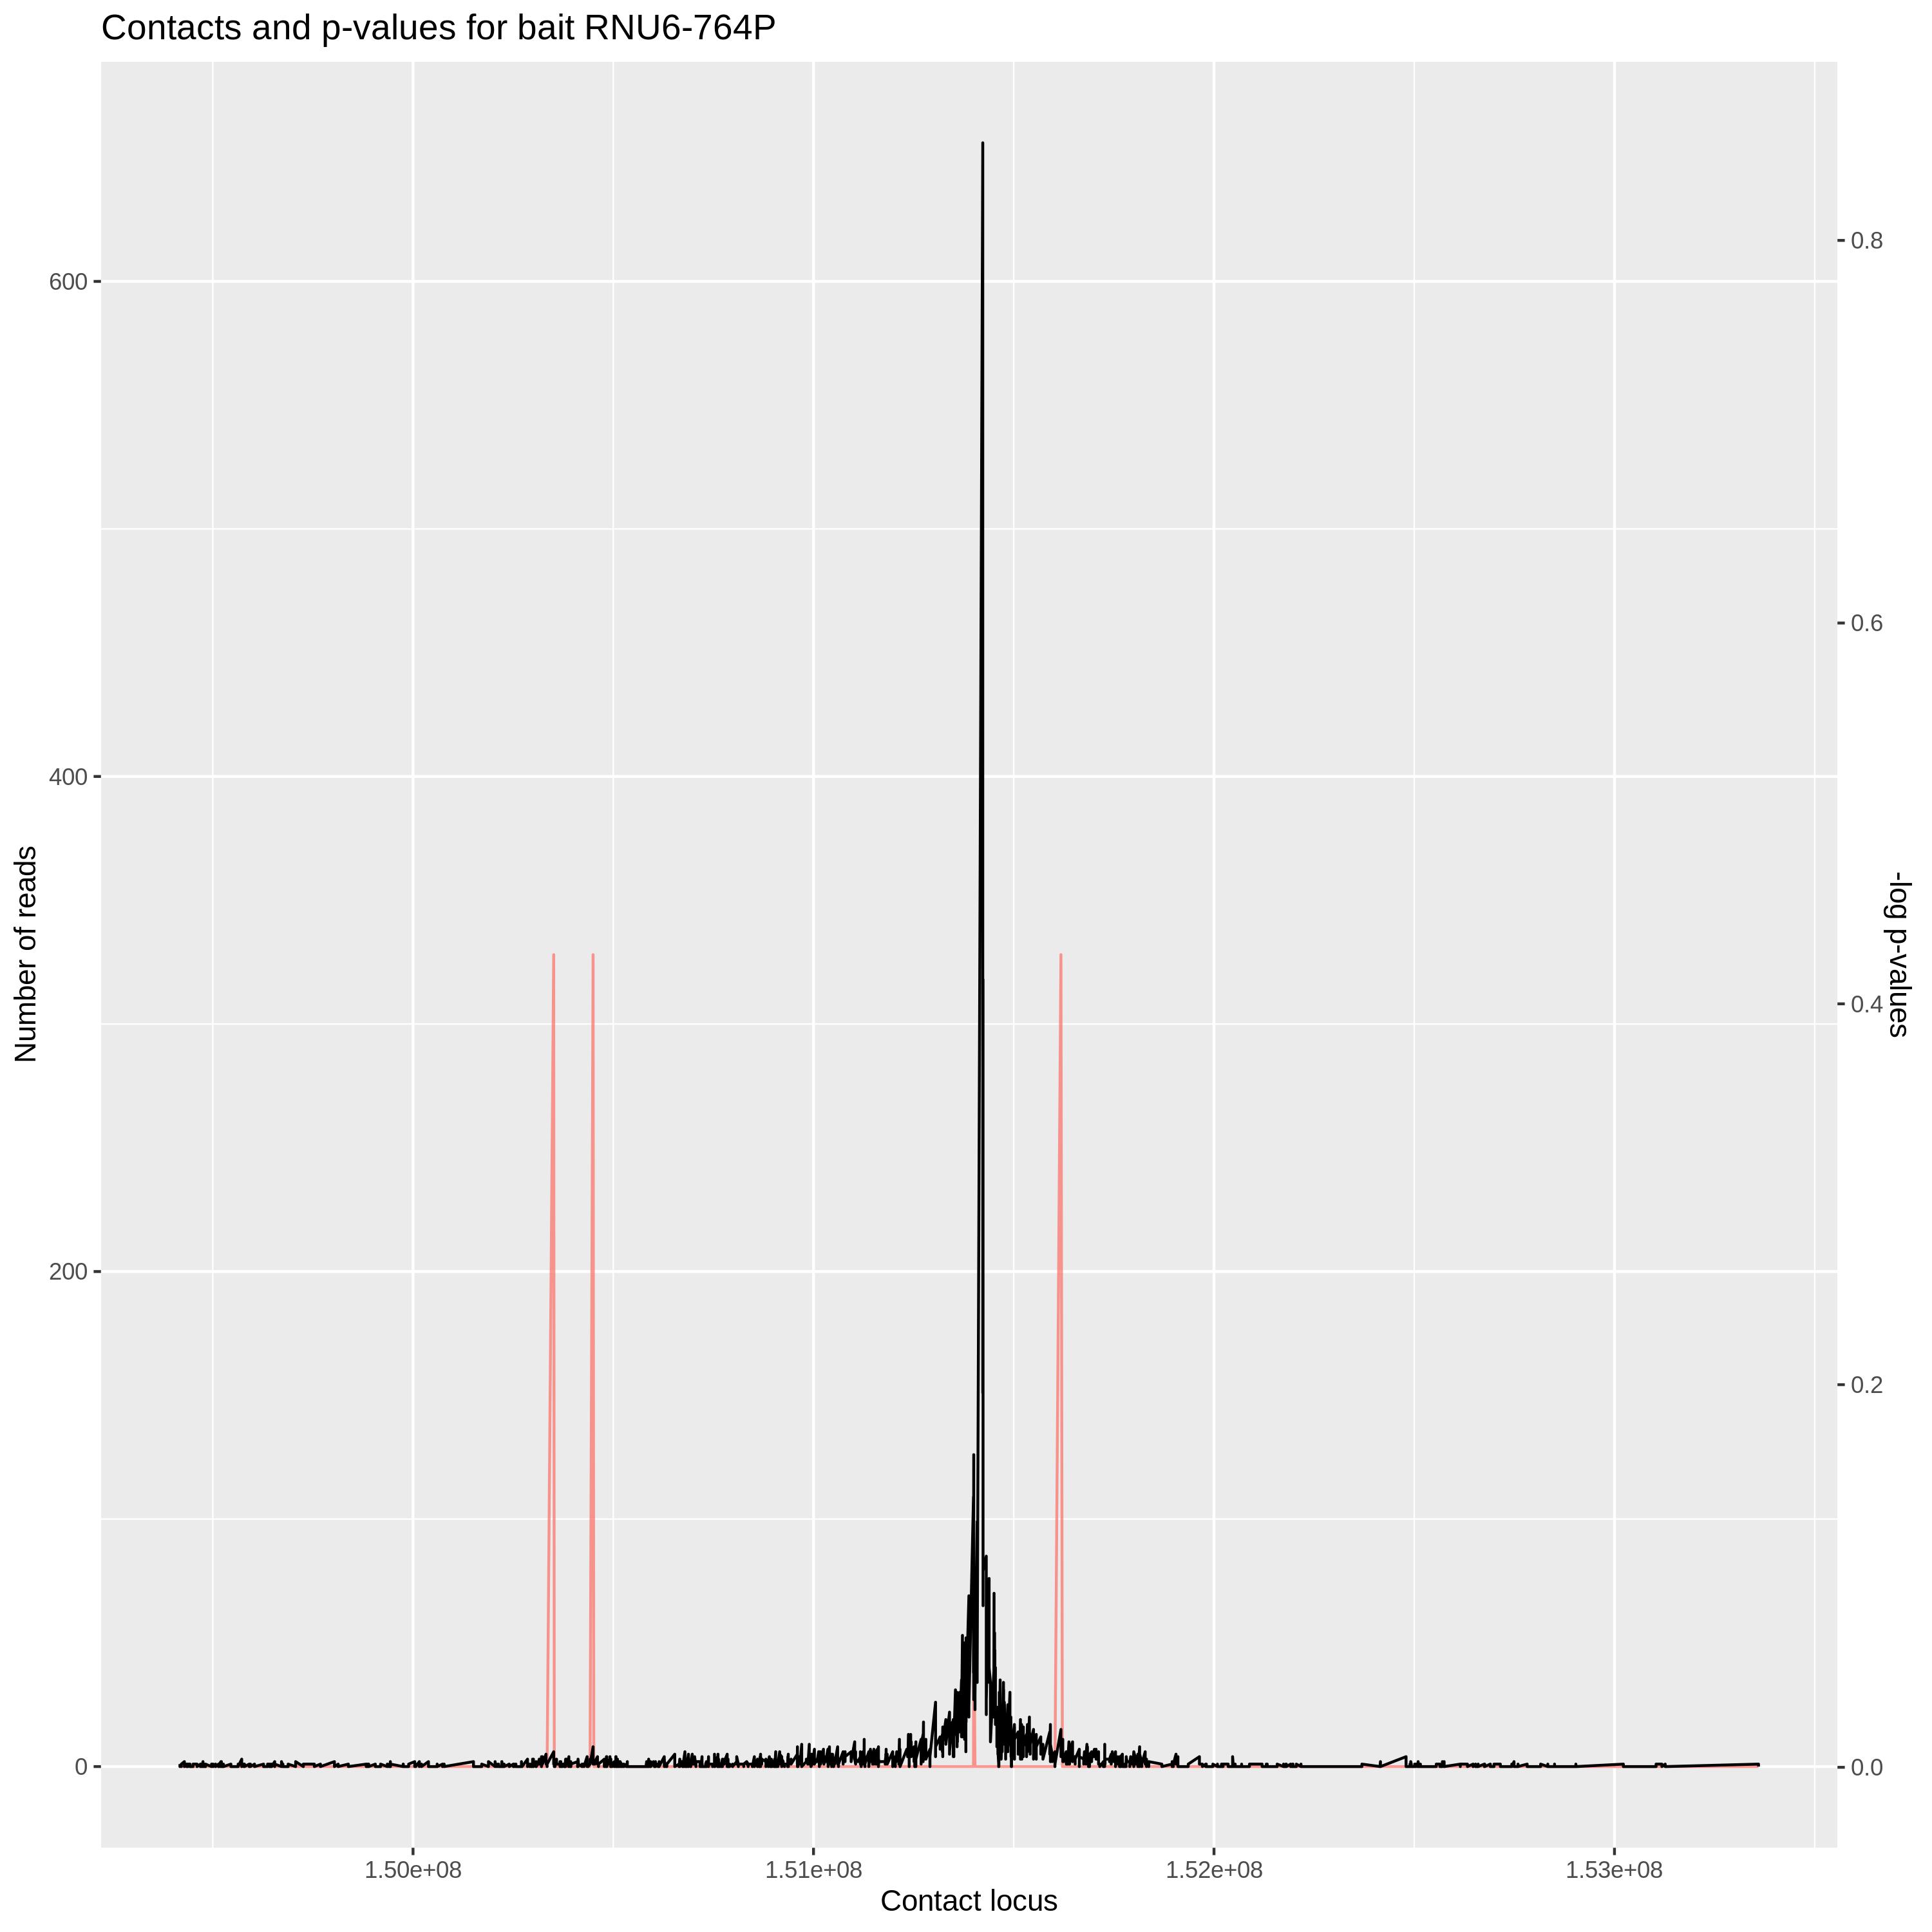 Contacts and p-values for bait RNU6-764P
600
400
200
0
Number of reads
0.8
0.6
0.4
0.2
0.0
-log p-values
1.50e+08
1.51e+08
1.52e+08
1.53e+08
Contact locus